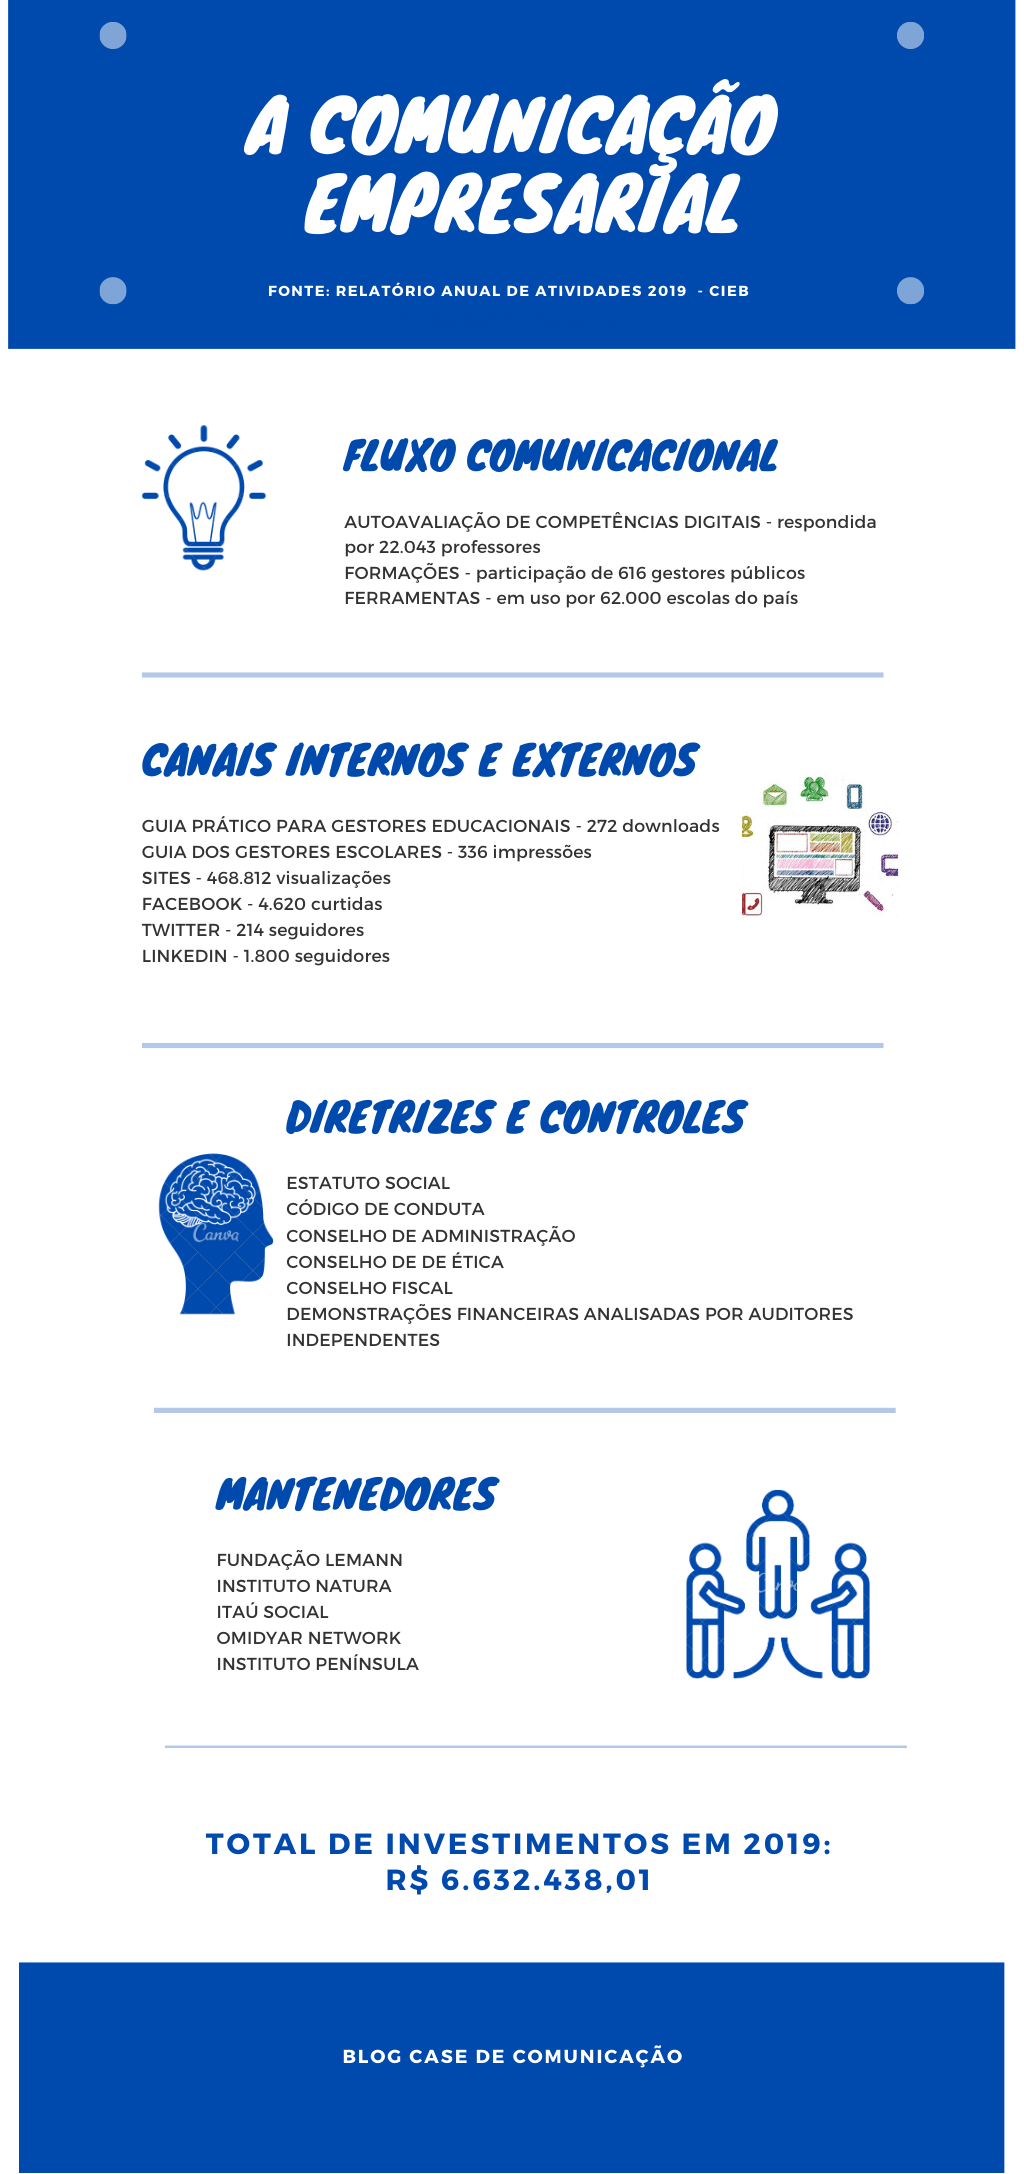 A COMUNICAÇÃO
EMPRESARIAL
FONTE: RELATÓRIO ANUAL DE ATIVIDADES 2019 - CIEB
FLUXO COMUNICACIONAL
AUTOAVALIAÇÃO DE COMPETÊNCIAS DIGITAIS - respondida
por 22.043 professores
FORMAÇÕES - participação de 616 gestores públicos
FERRAMENTAS - em uso por 62.000 escolas do país
CANAIS INTERNOS E EXTERNOS
GUIA PRÁTICO PARA GESTORES EDUCACIONAIS - 272 downloads
GUIA DOS GESTORES ESCOLARES - 336 impressões
SITES - 468.812 visualizações
FACEBOOK - 4.620 curtidas
TWITTER - 214 seguidores
LINKEDIN - 1.800 seguidores
DIRETRIZES E CONTROLES
ESTATUTO SOCIAL
CÓDIGO DE CONDUTA
Canva
CONSELHO DE ADMINISTRAÇÃO
CONSELHO DE DE ÉTICA
CONSELHO FISCAL
DEMONSTRAÇÕES FINANCEIRAS ANALISADAS POR AUDITORES
INDEPENDENTES
MANTENEDORES
FUNDAÇÃO LEMANN
INSTITUTO NATURA
ITAÚ SOCIAL
OMIDYAR NETWORK
INSTITUTO PENÍNSULA
TOTAL DE INVESTIMENTOS EM 2019:
R$ 6.632.438,01
BLOG CASE DE COMUNICAÇÃO